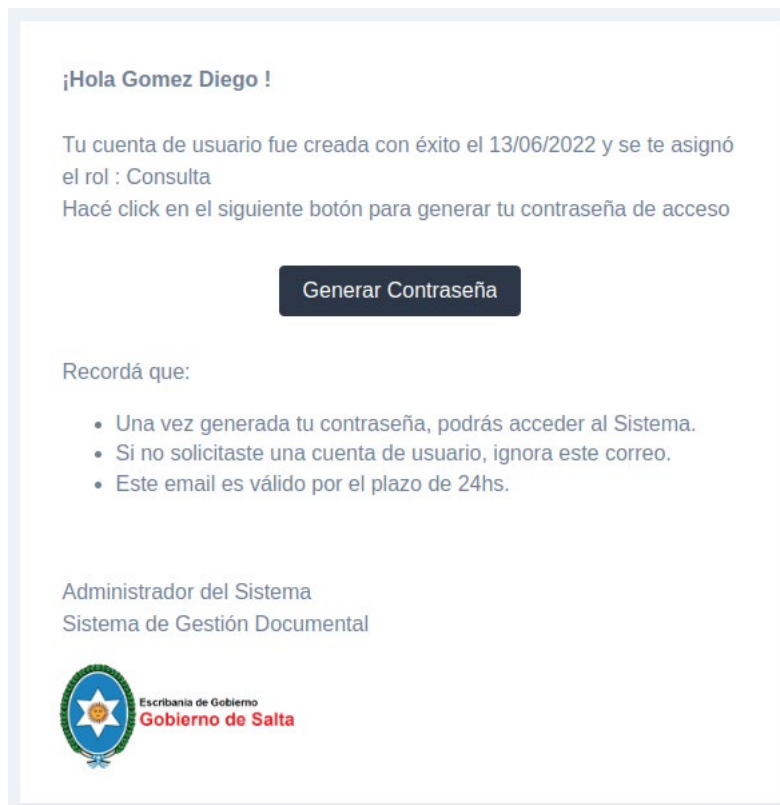 ¡Hola Gomez Diego !
Tu cuenta de usuario fue creada con éxito el 13/06/2022 y se te asignó
el rol : Consulta
Hacé click en el siguiente botón para generar tu contraseña de acceso
Generar Contraseña
Recordá que:
• Una vez generada tu contraseña, podrás acceder al Sistema.
• Si no solicitaste una cuenta de usuario, ignora este correo.
• Este email es válido por el plazo de 24hs.
Administrador del Sistema
Sistema de Gestión Documental
Escribania de Gobierno
Gobierno de Salta